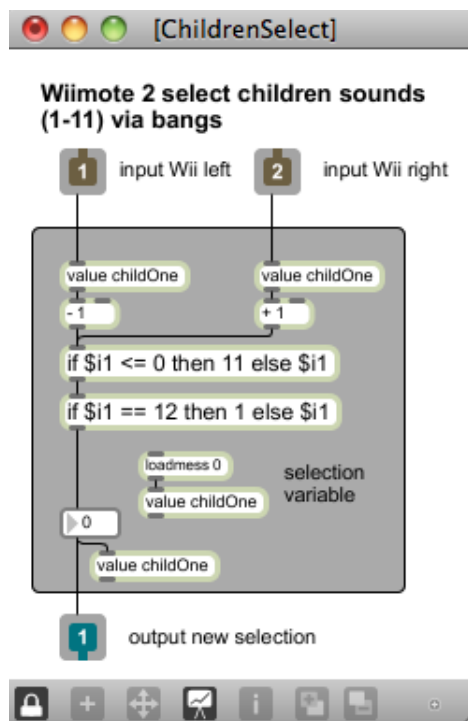 [ChildrenSelect]
Wiimote 2 select children sounds
(1-11) via bangs
1 input Wii left 2 input Wii right
value childOne value childOne
- 1 + 1
if $i1 <= 0 then 11 else $i1
if $i1 == 12 then 1 else $i1
loadmess 0
selection
value childOne
variable
0
value childOne
1 output new selection